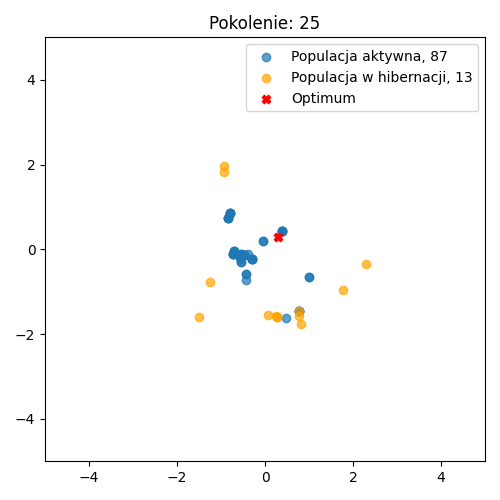 Pokolenie: 25
Populacja aktywna, 87
Populacja w hibernacji, 13
Optimum
4
2
0
−2
−4
−4
−2
0
2
4